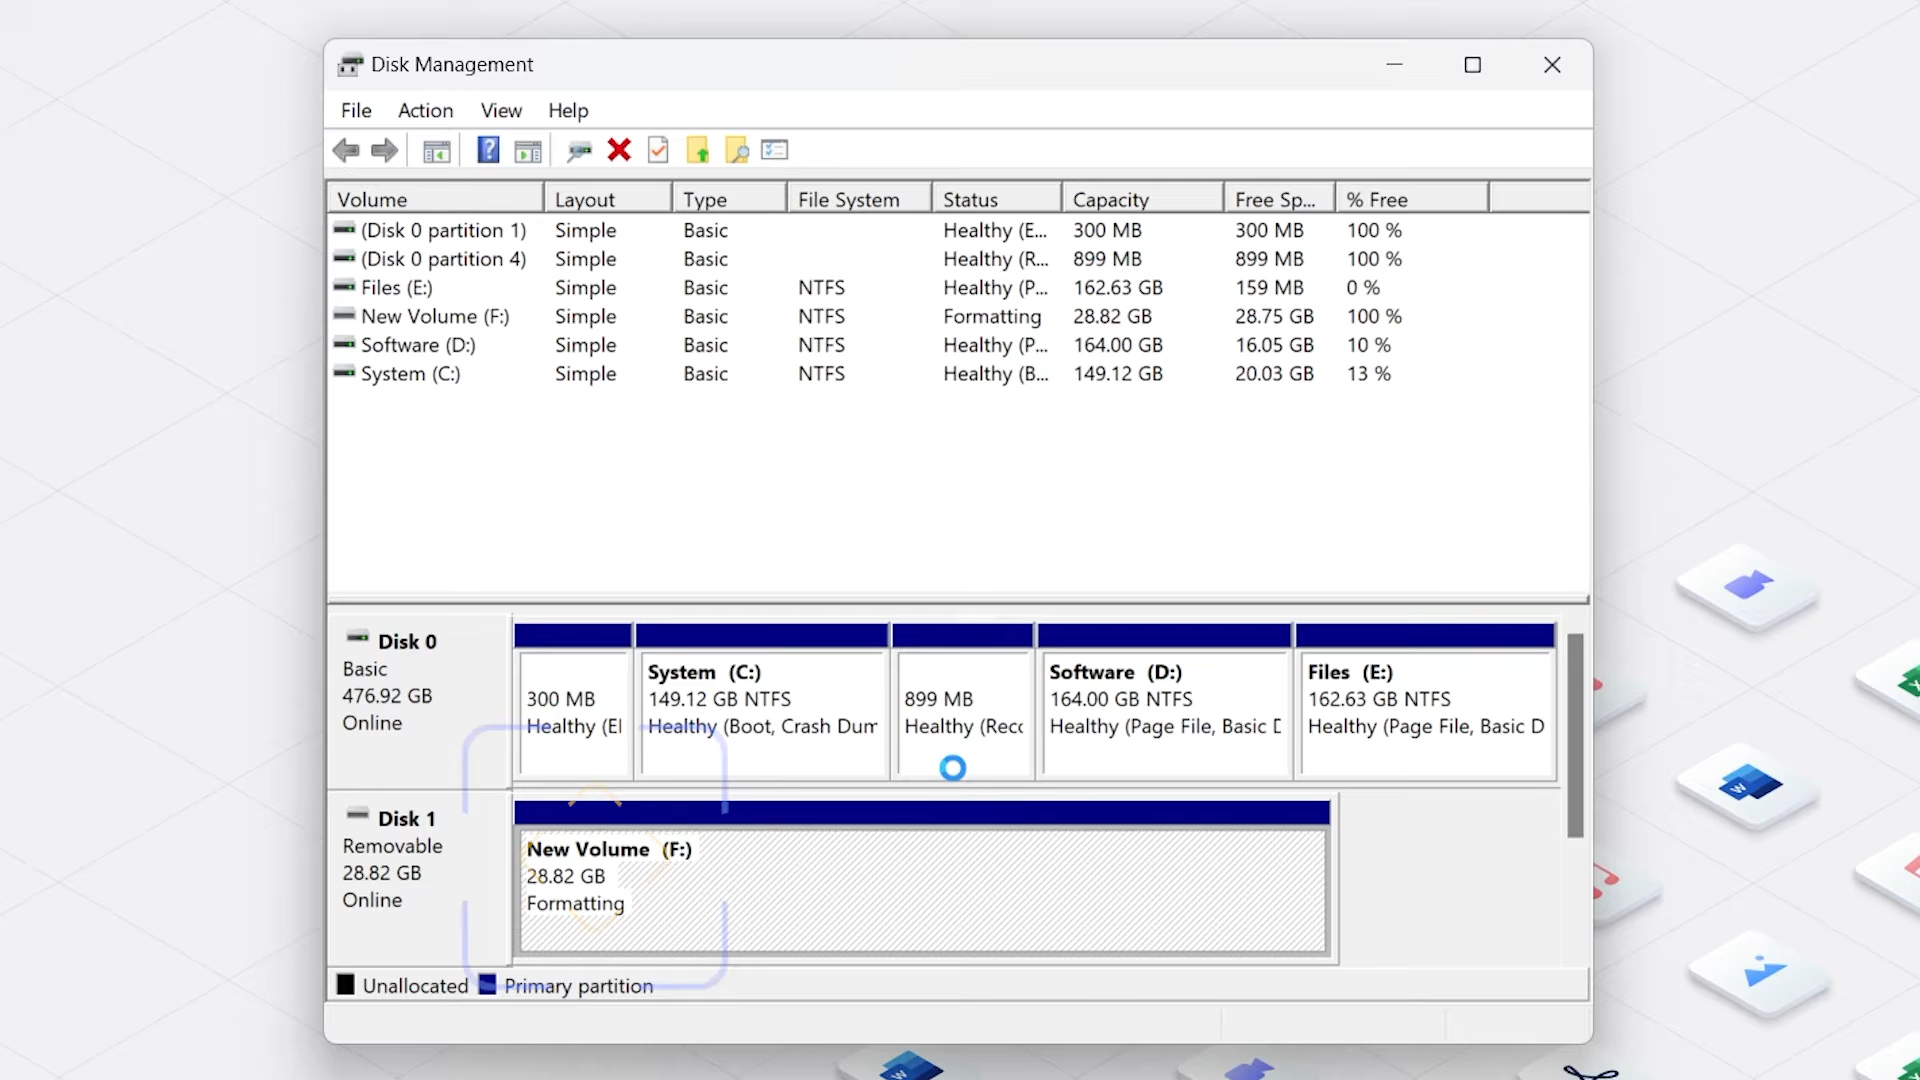 Disk Management
File Action View Help
Volume Layout Type File System Status Capacity Free Sp... % Free
(Disk 0 partition 1) Simple Basic Healthy (E... 300 MB 300 MB 100 %
(Disk 0 partition 4) Simple Basic Healthy (R... 899 MB 899 MB 100 %
Files (E:) Simple Basic NTFS Healthy (P... 162.63 GB 159 MB 0 %
New Volume (F:) Simple Basic NTFS Formatting 28.82 GB 28.75 GB 100 %
Software (D:) Simple Basic NTFS Healthy (P... 164.00 GB 16.05 GB 10 %
System (C:) Simple Basic NTFS Healthy (B... 149.12 GB 20.03 GB 13 %
Disk 0
Basic
476.92 GB
Online
300 MB
Healthy (EI
System (C:)
149.12 GB NTFS
Healthy (Boot, Crash Dum
899 MB
Healthy (Recc
Software (D:)
164.00 GB NTFS
Healthy (Page File, Basic D
Files (E:)
162.63 GB NTFS
Healthy (Page File, Basic D
Disk 1
Removable
28.82 GB
Online
New Volume (F:)
28.82 GB
Formatting
Unallocated Primary partition
W
W